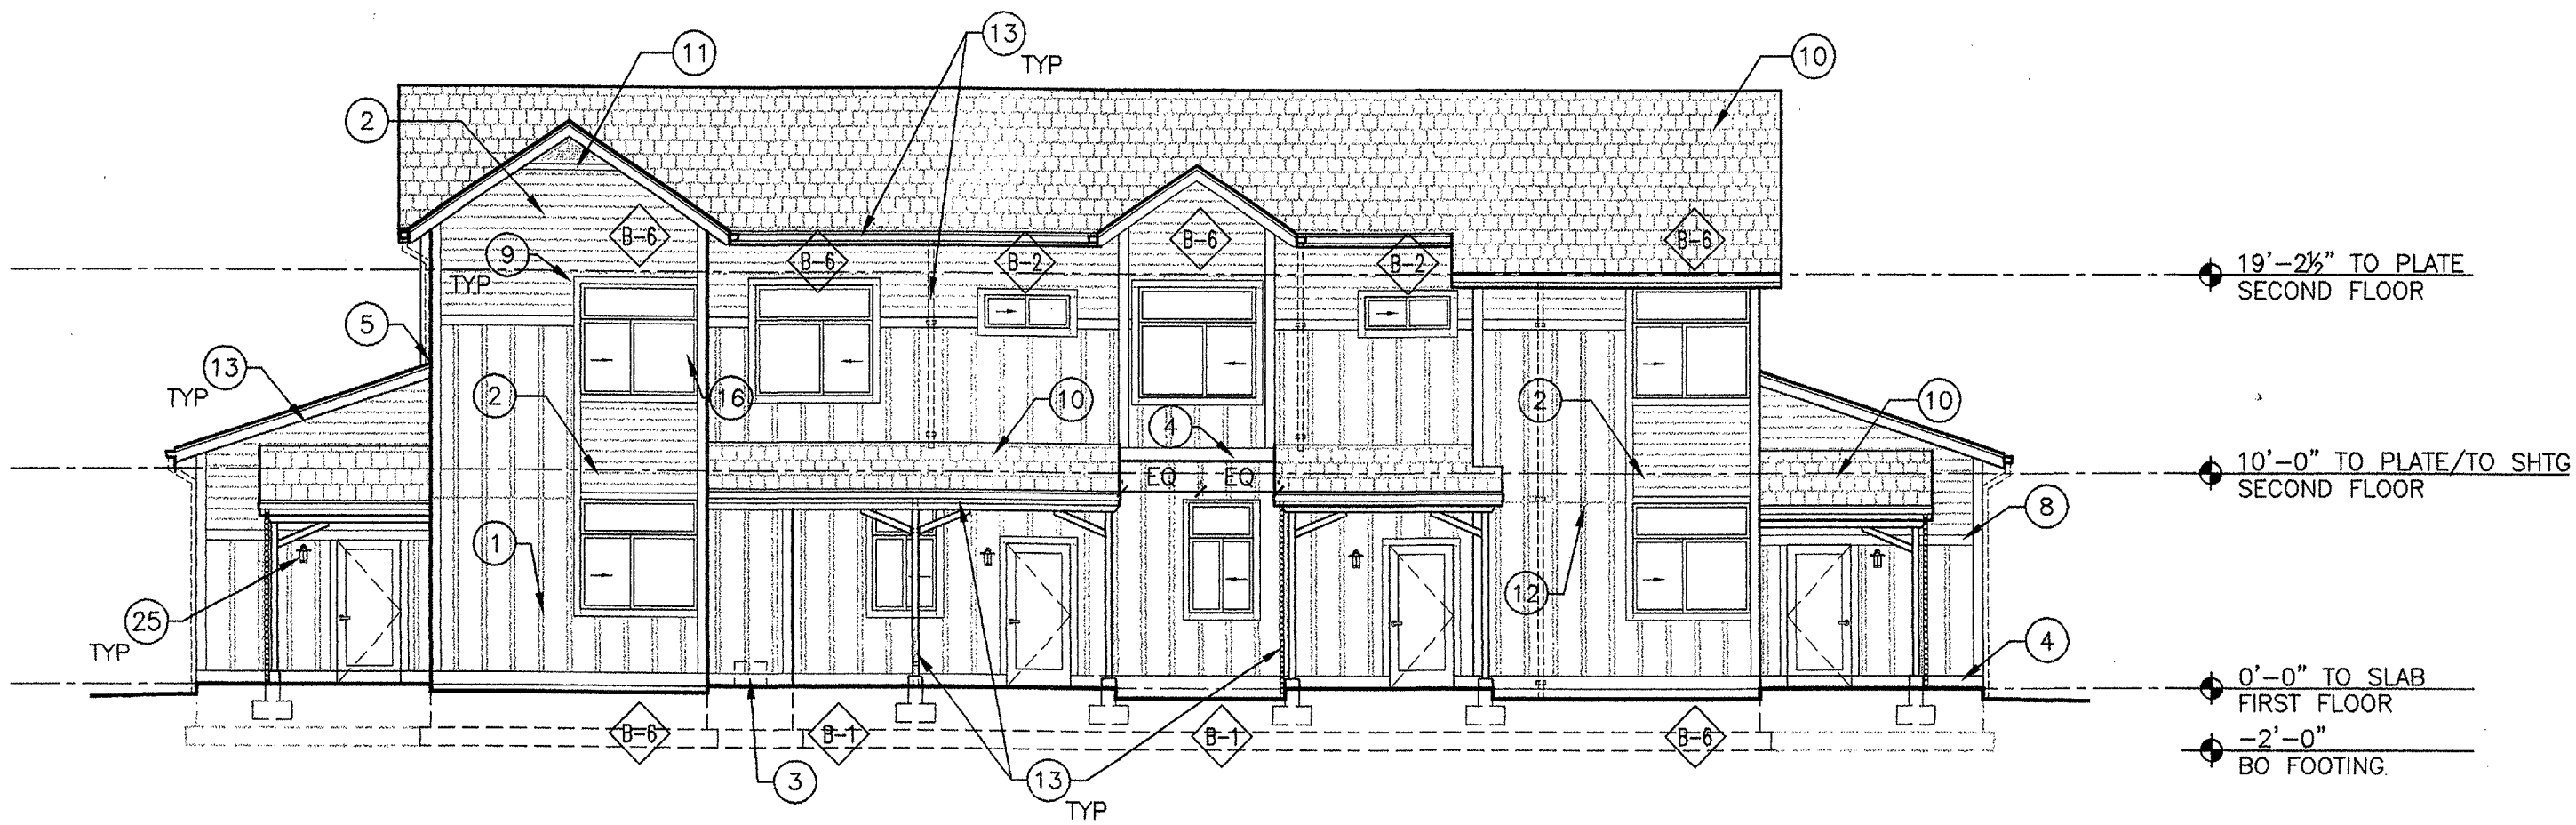 13
TYP
11
10
2
B-6
B-6
B-6
9
TYP
B-6
B-2
B-2
19'-2½" TO PLATE
SECOND FLOOR
5
13
TYP
2
16
10
4
2
10
EQ EQ
10'-0" TO PLATE/TO SHTG
SECOND FLOOR
1
8
12
25
TYP
4
0'-0" TO SLAB
FIRST FLOOR
B-6
B-1
B-1
B-6
-2'-0"
BO FOOTING.
3
13
TYP